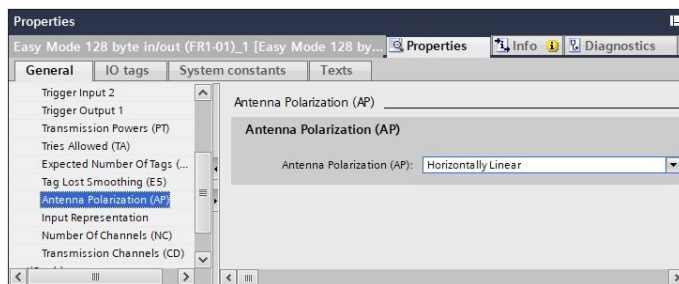 Properties
Easy Mode 128 byte in/out (FR1-01)_1 [Easy Mode 128 by...
Properties
Info
Diagnostics
General
IO tags
System constants
Texts
Trigger Input 2
Trigger Output 1
Transmission Powers (PT)
Tries Allowed (TA)
Expected Number Of Tags (...
Tag Lost Smoothing (E5)
Antenna Polarization (AP)
Input Representation
Number Of Channels (NC)
Transmission Channels (CD)
Antenna Polarization (AP)
Antenna Polarization (AP)
Antenna Polarization (AP): Horizontally Linear